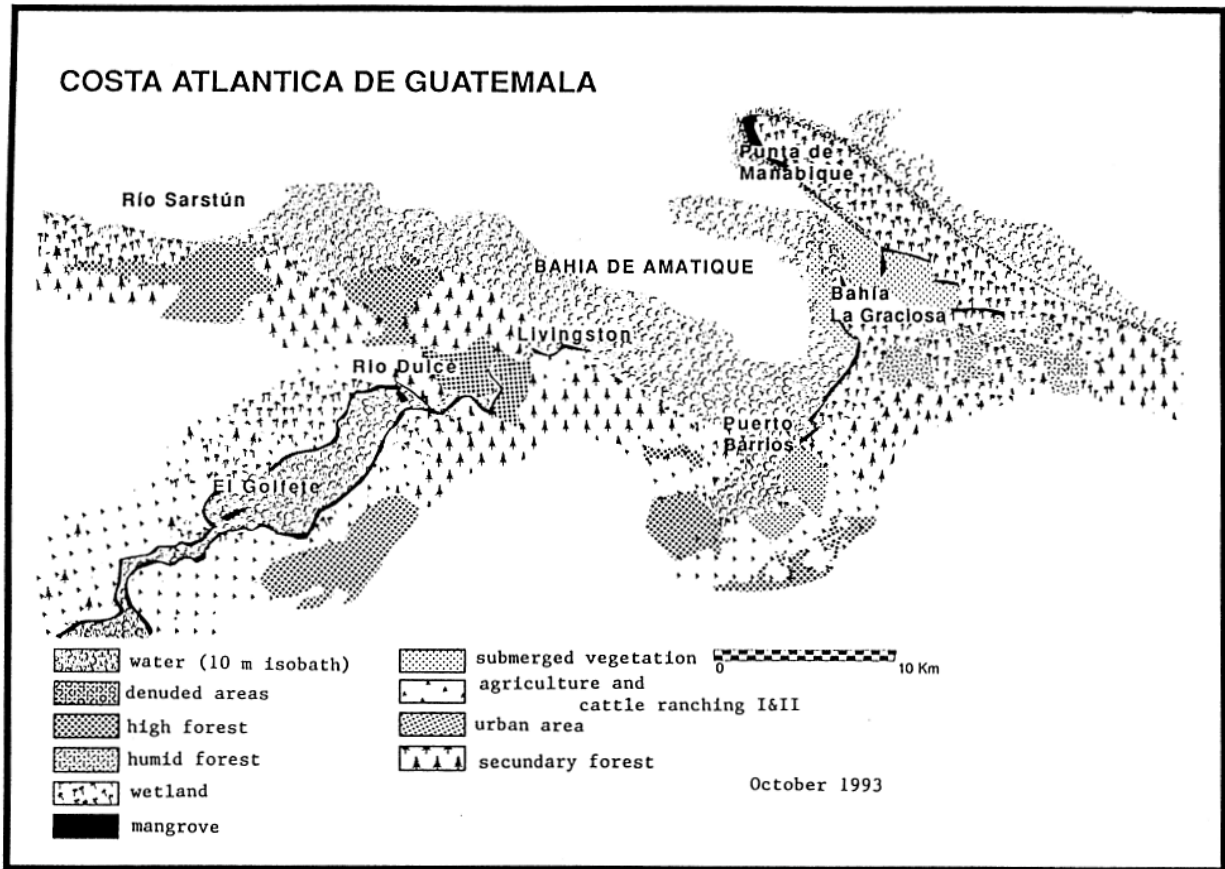 COSTA ATLANTICA DE GUATEMALA
Río Sarstún
Punta de
Manabique
BAHIA DE AMATIQUE
Bahía
La Graciosa
Livingston
Rio Dulce
Puerto
Barrios
El Golfete
water (10 m isobath)
denuded areas
high forest
humid forest
wetland
mangrove
submerged vegetation
agriculture and
cattle ranching I&II
urban area
secundary forest
0 10 Km
October 1993